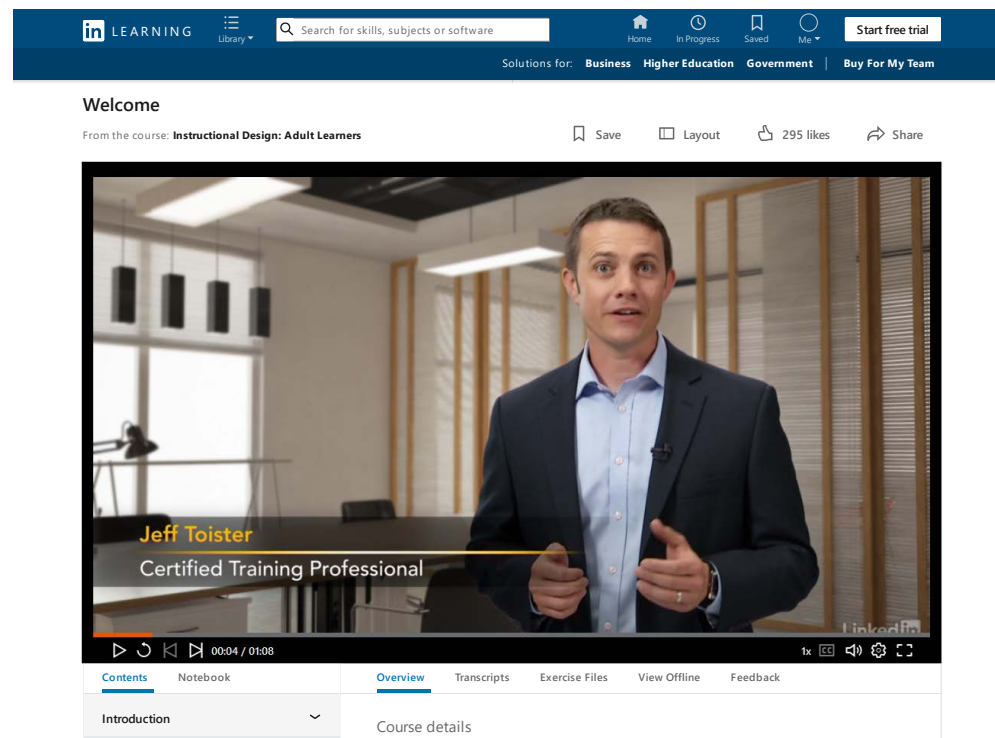 in LEARNING
Library
Search for skills, subjects or software
Home
In Progress
Saved
Me
Start free trial
Solutions for: Business Higher Education Government | Buy For My Team
Welcome
From the course: Instructional Design: Adult Learners
Save
Layout
295 likes
Share
Jeff Toister
Certified Training Professional
Linkedin
00:04 / 01:08
1x CC
Contents
Notebook
Overview
Transcripts
Exercise Files
View Offline
Feedback
Introduction
Course details